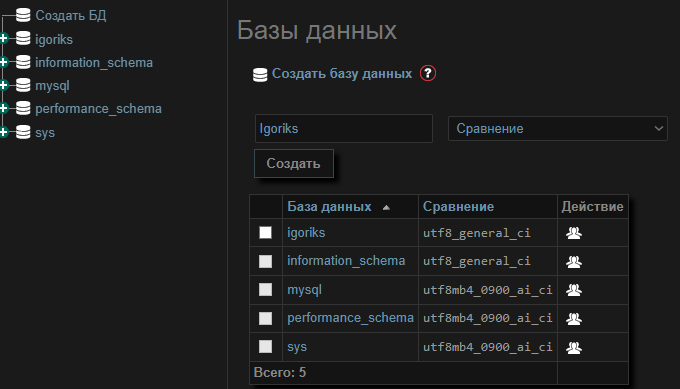 Создать БД
igoriks
information_schema
mysql
performance_schema
sys
Базы данных
Создать базу данных ?
Igoriks Сравнение
Создать
База данных Сравнение Действие
igoriks utf8_general_ci
information_schema utf8_general_ci
mysql utf8mb4_0900_ai_ci
performance_schema utf8mb4_0900_ai_ci
sys utf8mb4_0900_ai_ci
Всего: 5